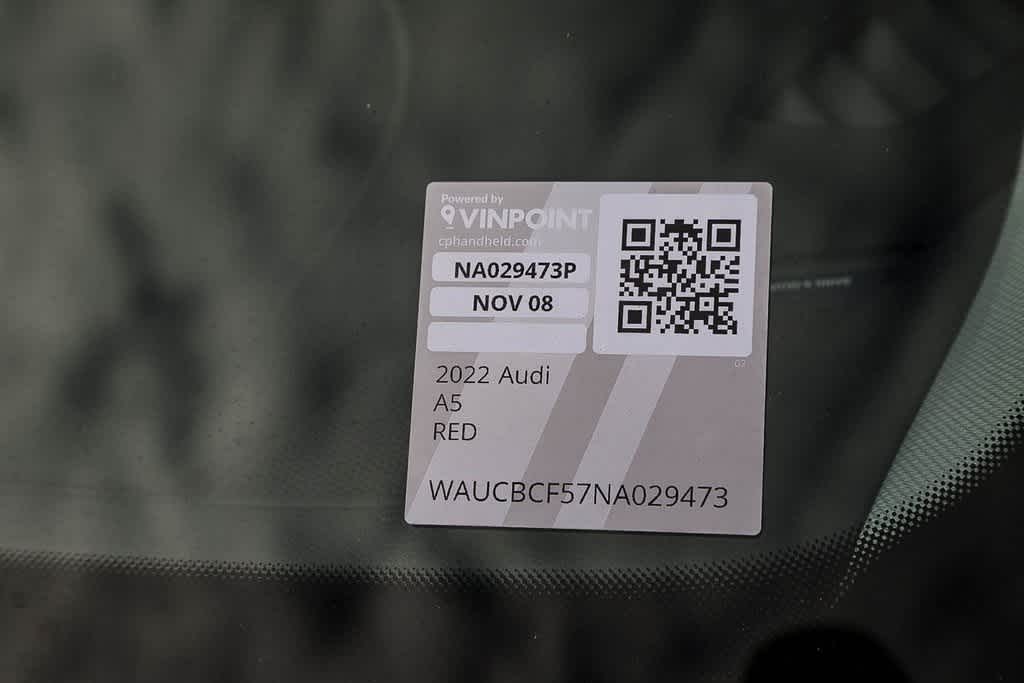 Powered by
VINPOINT
cphandheld.com
NA029473P
NOV 08
2022 Audi
A5
RED
WAUCBCF57NA029473